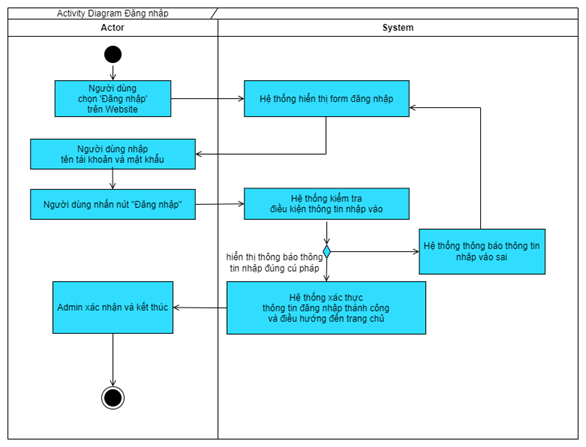 Activity Diagram Đăng nhập
Actor
System
Người dùng
chọn 'Đăng nhập'
trên Website
Hệ thống hiển thị form đăng nhập
Người dùng nhập
tên tài khoản và mật khẩu
Người dùng nhấn nút "Đăng nhập"
Hệ thống kiểm tra
điều kiện thông tin nhập vào
hiển thị thông báo thông
tin nhập đúng cú pháp
Hệ thống thông báo thông tin
nhập vào sai
Admin xác nhận và kết thúc
Hệ thống xác thực
thông tin đăng nhập thành công
và điều hướng đến trang chủ